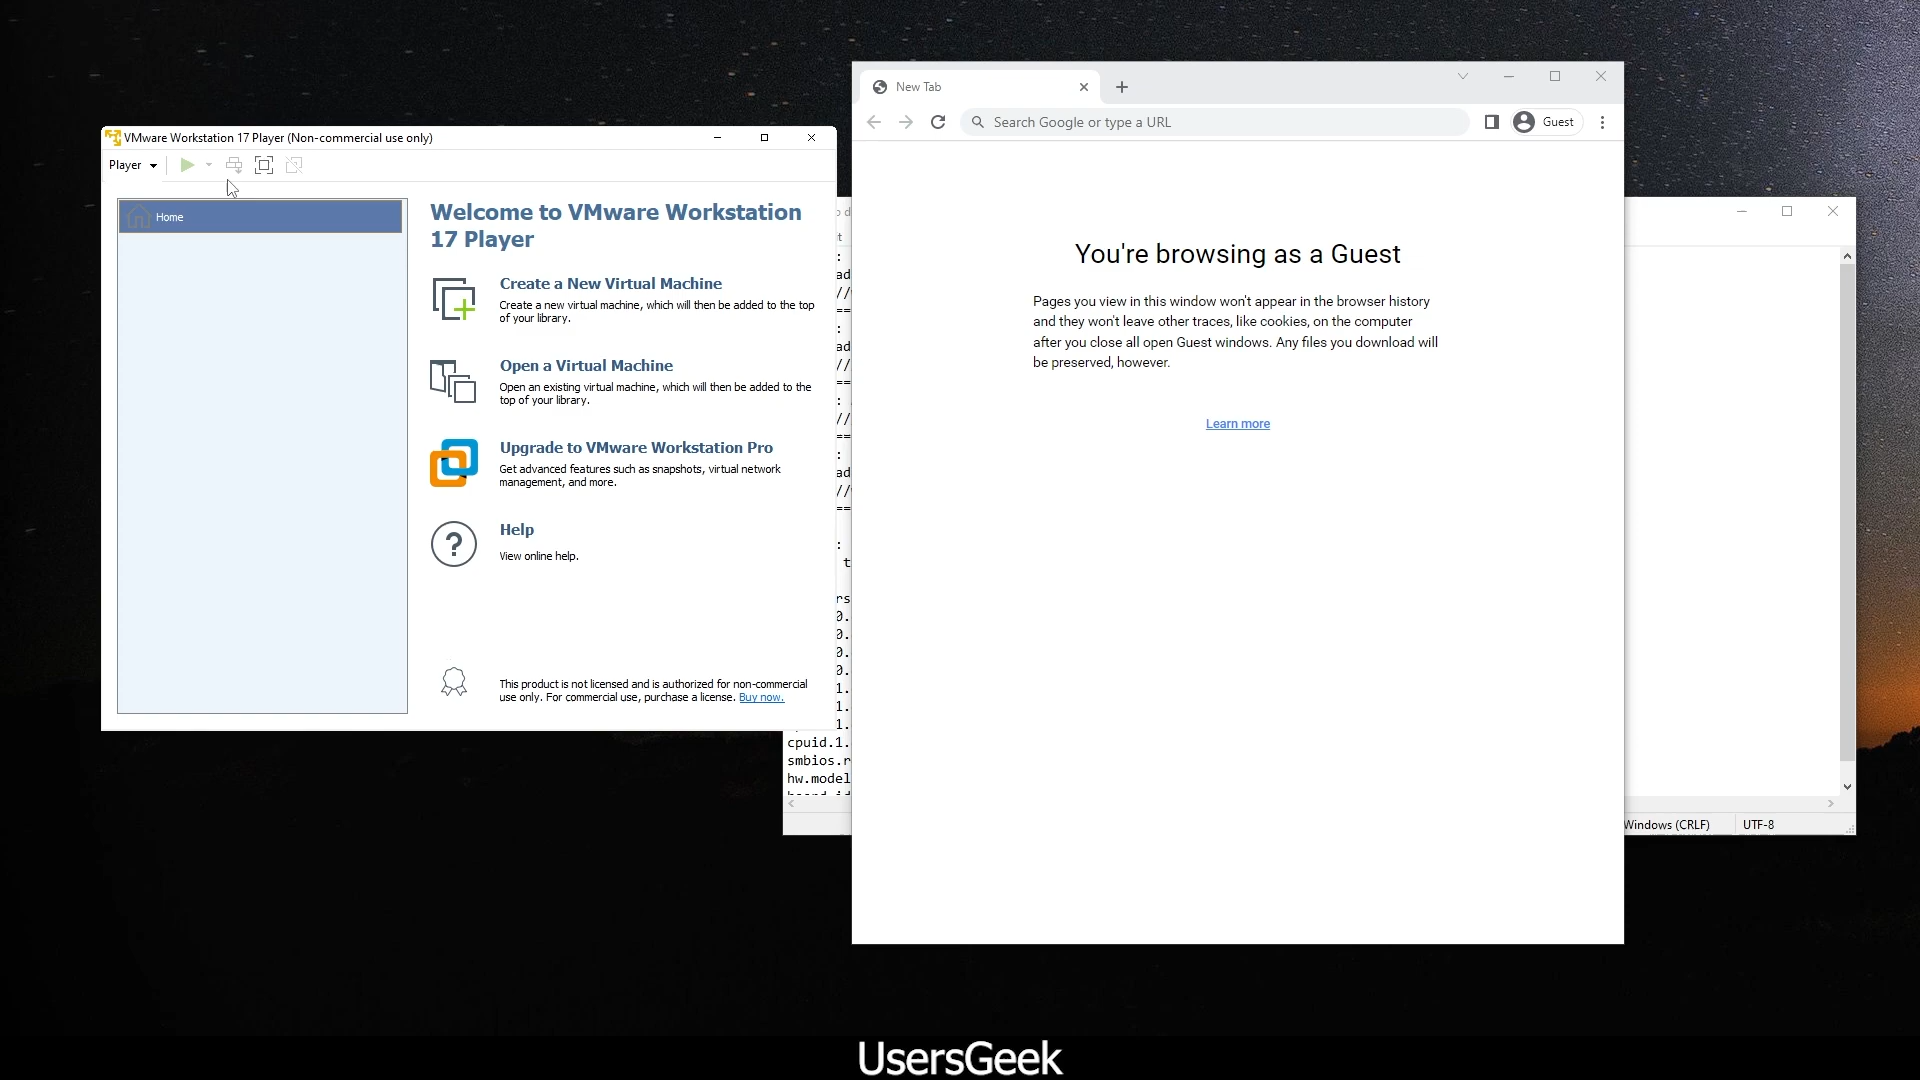 VMware Workstation 17 Player (Non-commercial use only)
Player
Home
Welcome to VMware Workstation
17 Player
Create a New Virtual Machine
Create a new virtual machine, which will then be added to the top
of your library.
Open a Virtual Machine
Open an existing virtual machine, which will then be added to the
top of your library.
Upgrade to VMware Workstation Pro
Get advanced features such as snapshots, virtual network
management, and more.
?
Help
View online help.
This product is not licensed and is authorized for non-commercial
use only. For commercial use, purchase a license. Buy now.
New Tab
Search Google or type a URL
Guest
You're browsing as a Guest
Pages you view in this window won't appear in the browser history
and they won't leave other traces, like cookies, on the computer
after you close all open Guest windows. Any files you download will
be preserved, however.
Learn more
cpuid.1.
smbios.r
hw.model
Windows (CRLF)
UTF-8
UsersGeek